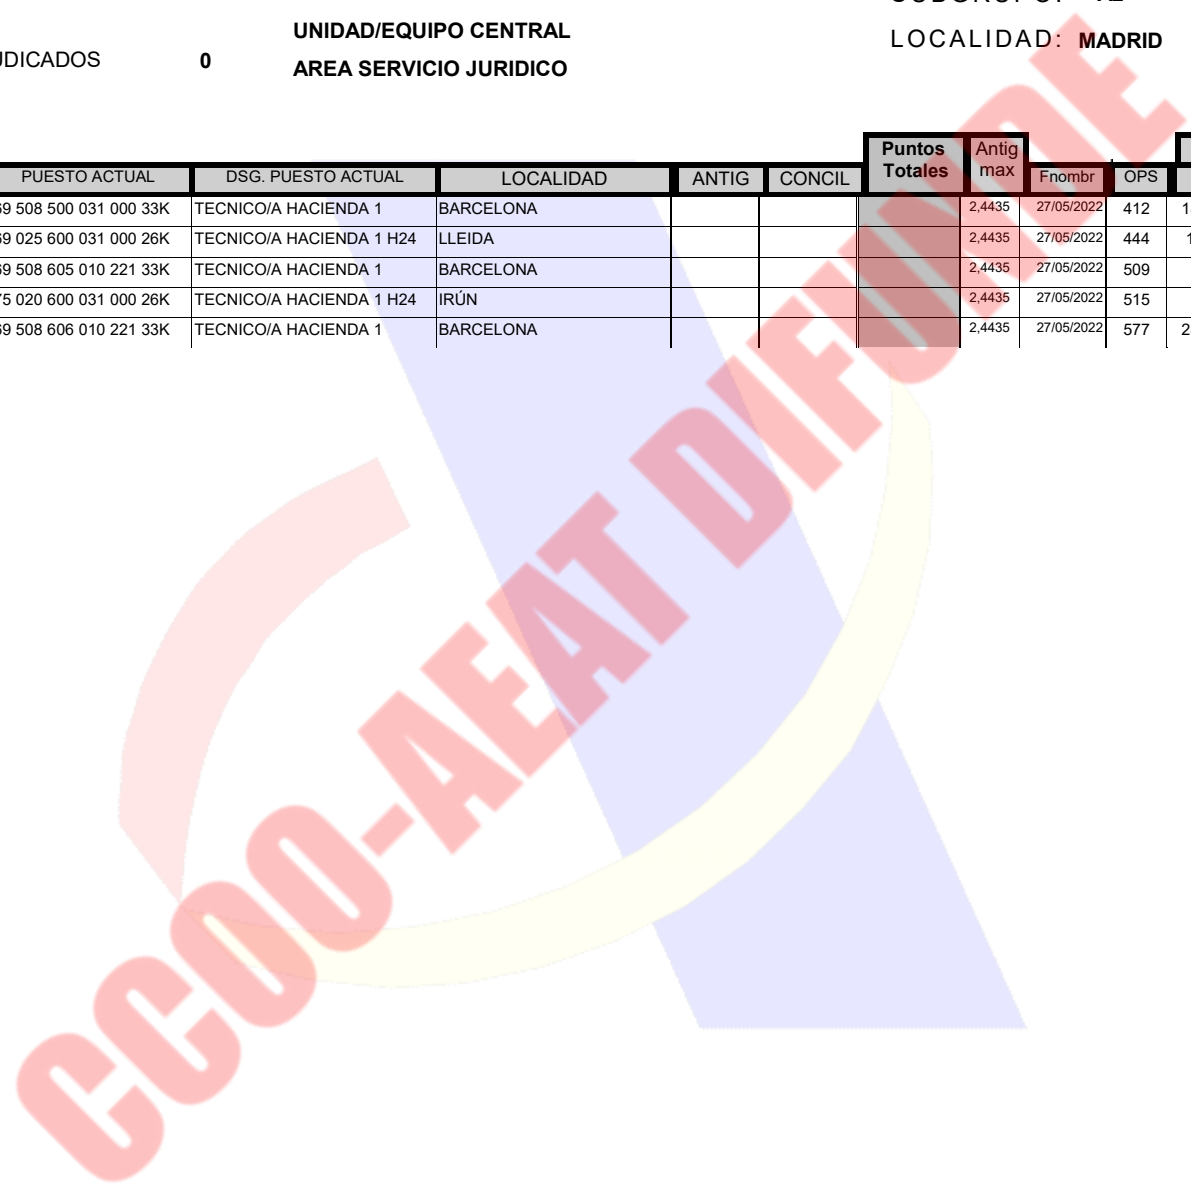 LOCALIDAD: MADRID
UNIDAD/EQUIPO CENTRAL
UDICADOS 0
AREA SERVICIO JURIDICO
PUESTO ACTUAL DSG. PUESTO ACTUAL LOCALIDAD ANTIG CONCIL Puntos Totales Antig max Fnombr OPS
69 508 500 031 000 33K TECNICO/A HACIENDA 1 BARCELONA 2,4435 27/05/2022 412
69 025 600 031 000 26K TECNICO/A HACIENDA 1 H24 LLEIDA 2,4435 27/05/2022 444
69 508 605 010 221 33K TECNICO/A HACIENDA 1 BARCELONA 2,4435 27/05/2022 509
75 020 600 031 000 26K TECNICO/A HACIENDA 1 H24 IRÚN 2,4435 27/05/2022 515
69 508 606 010 221 33K TECNICO/A HACIENDA 1 BARCELONA 2,4435 27/05/2022 577
CCOO-AEAT DIFUNDE